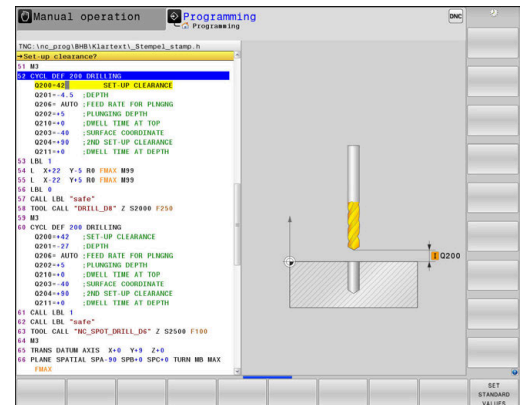 Manual operation
Programming
Programming
DNC
TNC:\nc_prog\BHB\Klartext\_Stempel_stamp.h
→Set-up clearance?
51 M3
52 CYCL DEF 200 DRILLING
Q200=42 SET-UP CLEARANCE
Q201=-4.5 ;DEPTH
Q206= AUTO ;FEED RATE FOR PLNGNG
Q202=+5 ;PLUNGING DEPTH
Q210=+0 ;DWELL TIME AT TOP
Q203=-40 ;SURFACE COORDINATE
Q204=+90 ;2ND SET-UP CLEARANCE
Q211=+0 ;DWELL TIME AT DEPTH
53 LBL 1
54 L X+22 Y-5 R0 FMAX M99
55 L X-22 Y+5 R0 FMAX M99
56 LBL 0
57 CALL LBL "safe"
58 TOOL CALL "DRILL_D8" Z S2000 F250
59 M3
60 CYCL DEF 200 DRILLING
Q200=+42 ;SET-UP CLEARANCE
Q201=-27 ;DEPTH
Q206= AUTO ;FEED RATE FOR PLNGNG
Q202=+5 ;PLUNGING DEPTH
Q210=+0 ;DWELL TIME AT TOP
Q203=-40 ;SURFACE COORDINATE
Q204=+90 ;2ND SET-UP CLEARANCE
Q211=+0 ;DWELL TIME AT DEPTH
61 CALL LBL 1
62 CALL LBL "safe"
63 TOOL CALL "NC_SPOT_DRILL_D6" Z S2500 F100
64 M3
65 TRANS DATUM AXIS X+0 Y+9 Z+0
66 PLANE SPATIAL SPA-90 SPB+0 SPC+0 TURN MB MAX
FMAX
I Q200
SET
STANDARD
VALUES